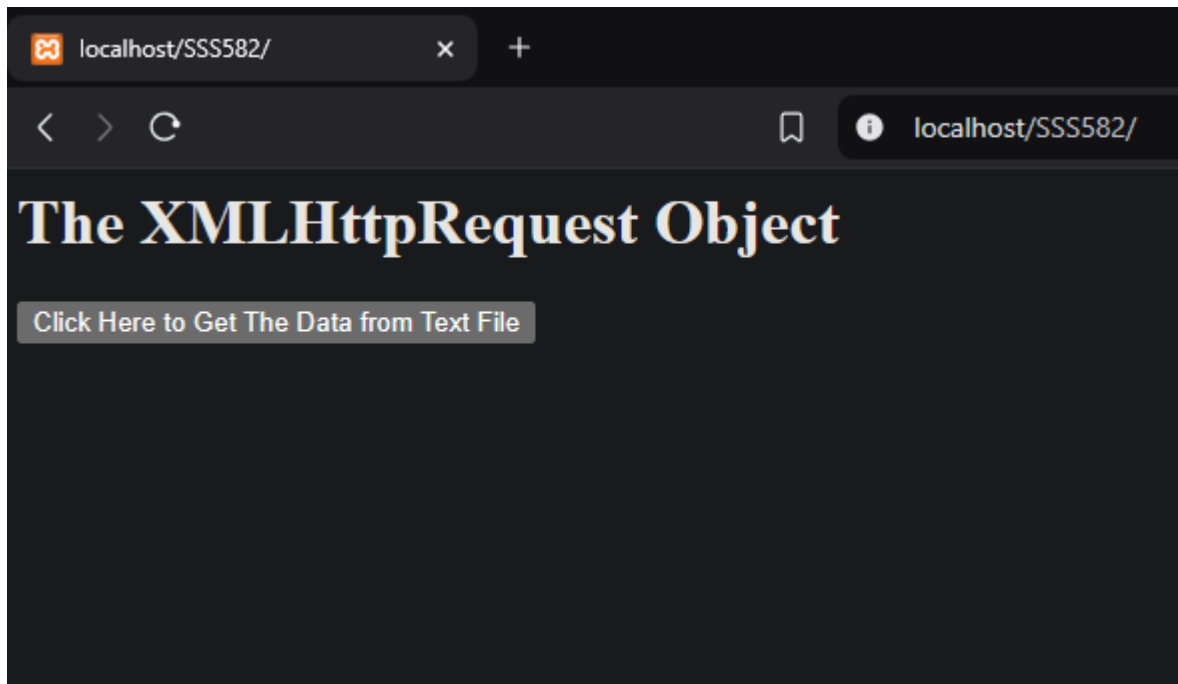 localhost/SSS582/
localhost/SSS582/
The XMLHttpRequest Object
Click Here to Get The Data from Text File